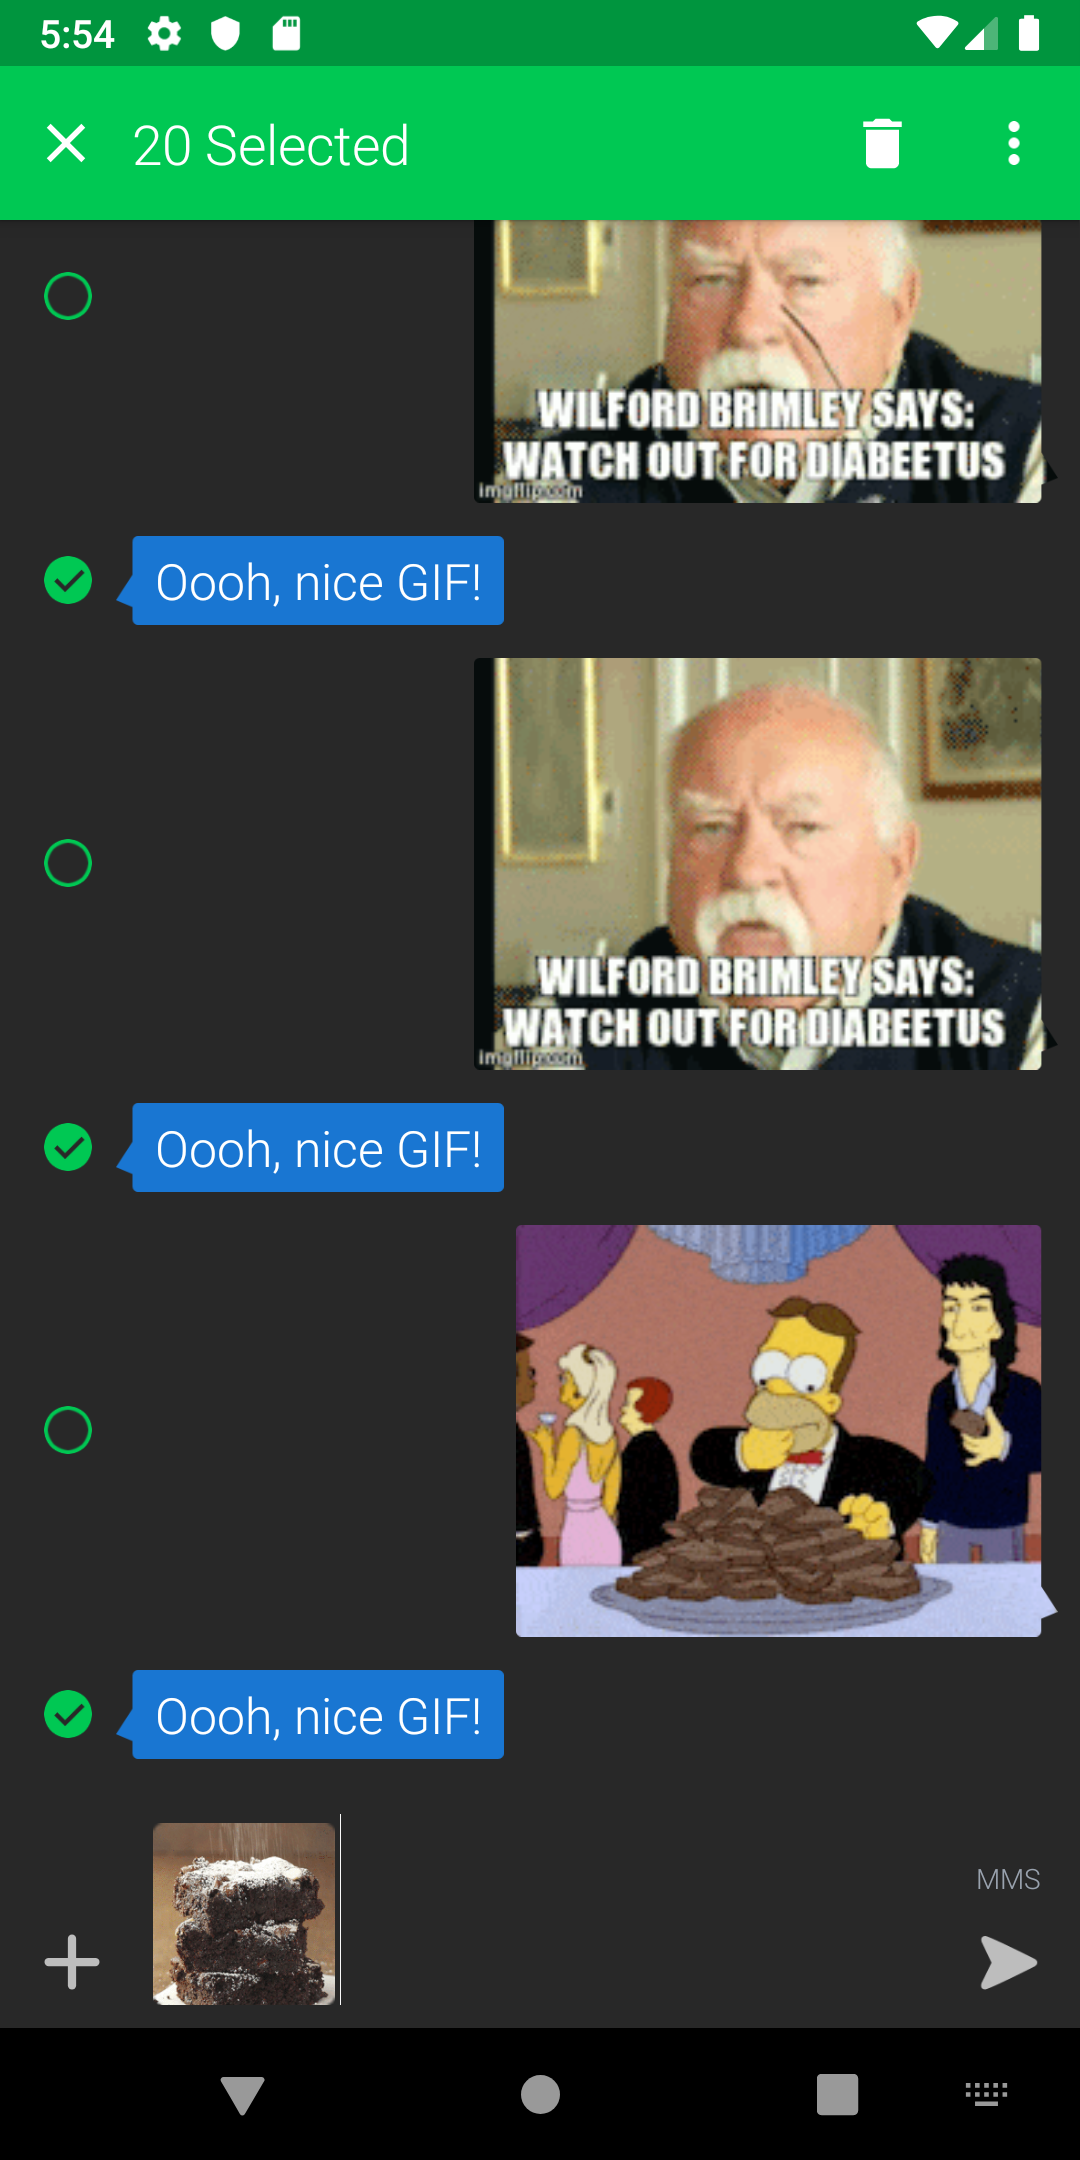 5:54
20 Selected
WILFORD BRIMLEY SAYS:
WATCH OUT FOR DIABEETUS
imgflip.com
Oooh, nice GIF!
WILFORD BRIMLEY SAYS:
WATCH OUT FOR DIABEETUS
imgflip.com
Oooh, nice GIF!
Oooh, nice GIF!
MMS